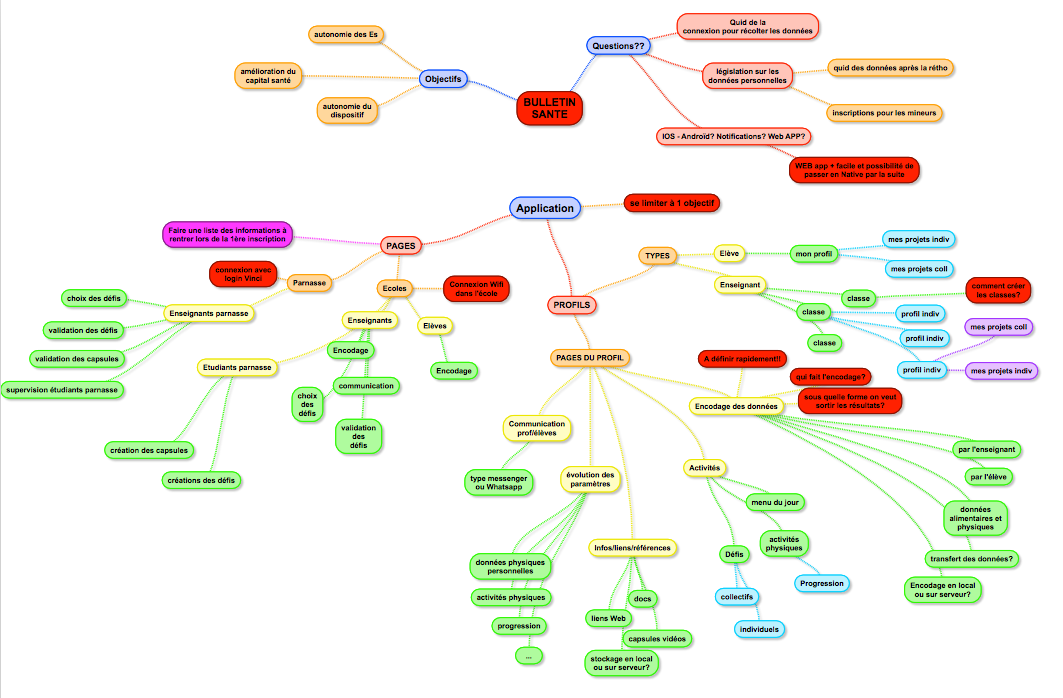 autonomie des Es
amélioration du
capital santé
autonomie du
dispositif
Objectifs
BULLETIN
SANTE
Questions??
Quid de la
connexion pour récolter les données
législation sur les
données personnelles
quid des données après la rétho
inscriptions pour les mineurs
IOS - Androïd? Notifications? Web APP?
WEB app + facile et possibilité de
passer en Native par la suite
Application
se limiter à 1 objectif
Faire une liste des informations à
rentrer lors de la 1ère inscription
PAGES
connexion avec
login Vinci
Parnasse
Ecoles
Connexion Wifi
dans l'école
choix des défis
Enseignants parnasse
validation des défis
validation des capsules
supervision étudiants parnasse
Etudiants parnasse
création des capsules
créations des défis
Enseignants
Elèves
Encodage
Encodage
communication
choix
des
défis
validation
des
défis
PROFILS
TYPES
Elève
mon profil
mes projets indiv
mes projets coll
Enseignant
classe
comment créer
les classes?
classe
classe
profil indiv
profil indiv
profil indiv
mes projets coll
mes projets indiv
PAGES DU PROFIL
A définir rapidement!!
qui fait l'encodage?
sous quelle forme on veut
sortir les résultats?
Encodage des données
par l'enseignant
par l'élève
données
alimentaires et
physiques
transfert des données?
Encodage en local
ou sur serveur?
Communication
prof/élèves
type messenger
ou Whatsapp
évolution des
paramètres
données physiques
personnelles
activités physiques
progression
...
Infos/liens/références
docs
liens Web
capsules vidéos
stockage en local
ou sur serveur?
Activités
menu du jour
activités
physiques
Progression
Défis
collectifs
individuels